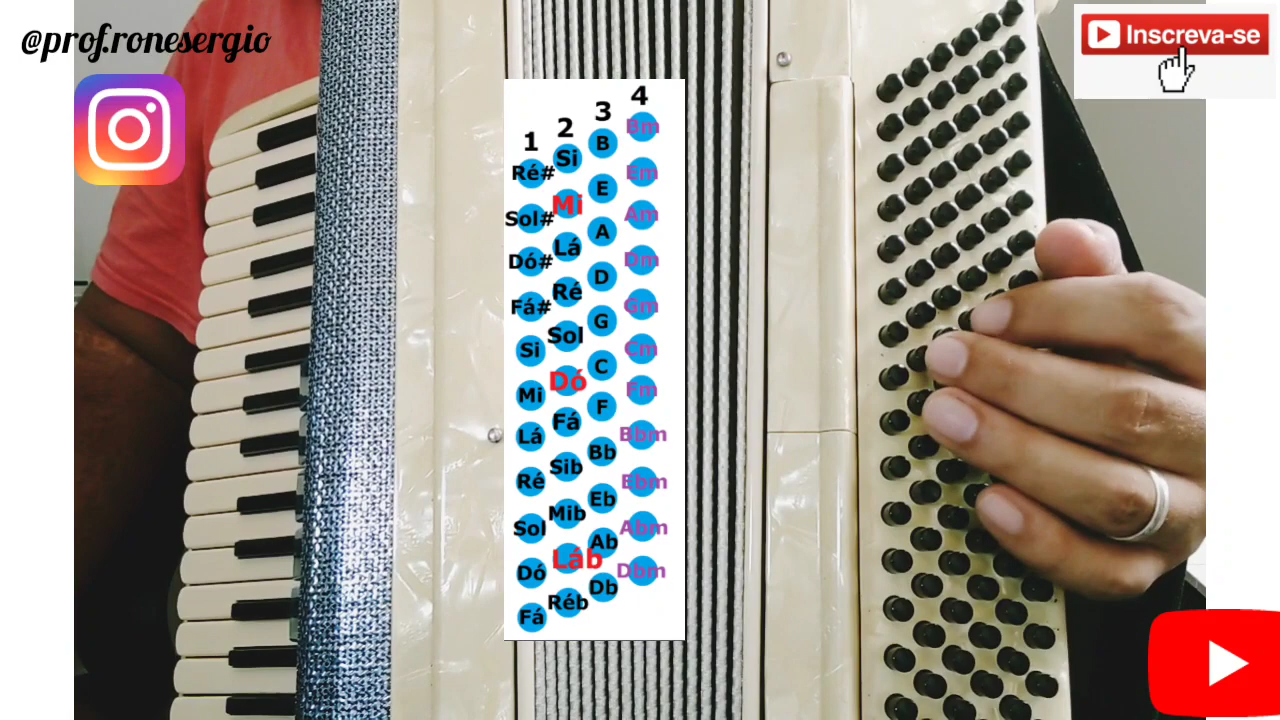 @prof.ronesergio
Inscreva-se
1 2 3 4
Ré# Si B Bm
Sol# Mi E Em
Dó# Lá A Am
Fá# Ré D Dm
Si Sol G Gm
Mi Dó C Cm
Lá Fá F Fm
Ré Sib Bb Bbm
Sol Mib Eb Ebm
Dó Láb Ab Abm
Fá Réb Db Dbm